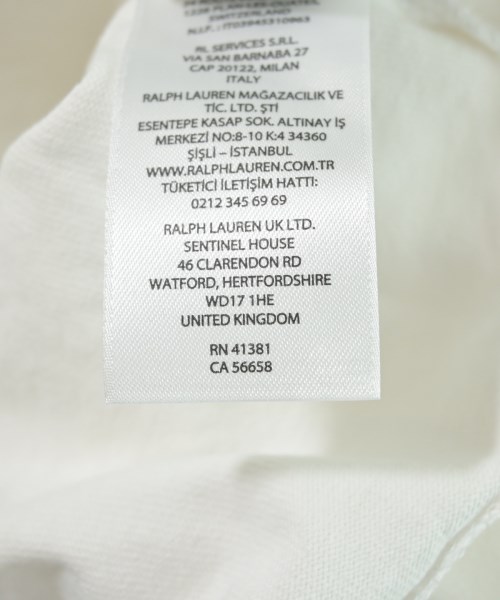 SWITZERLAND
RL SERVICES S.R.L.
VIA SAN BARNABA 27
CAP 20122, MILAN
ITALY
RALPH LAUREN MAĞAZACILIK VE
TİC. LTD. ŞTİ
ESENTEPE KASAP SOK. ALTINAY İŞ
MERKEZİ NO:8-10 K:4 34360
ŞİŞLİ – İSTANBUL
WWW.RALPHLAUREN.COM.TR
TÜKETİCİ İLETİŞİM HATTI:
0212 345 69 69
RALPH LAUREN UK LTD.
SENTINEL HOUSE
46 CLARENDON RD
WATFORD, HERTFORDSHIRE
WD17 1HE
UNITED KINGDOM
RN 41381
CA 56658